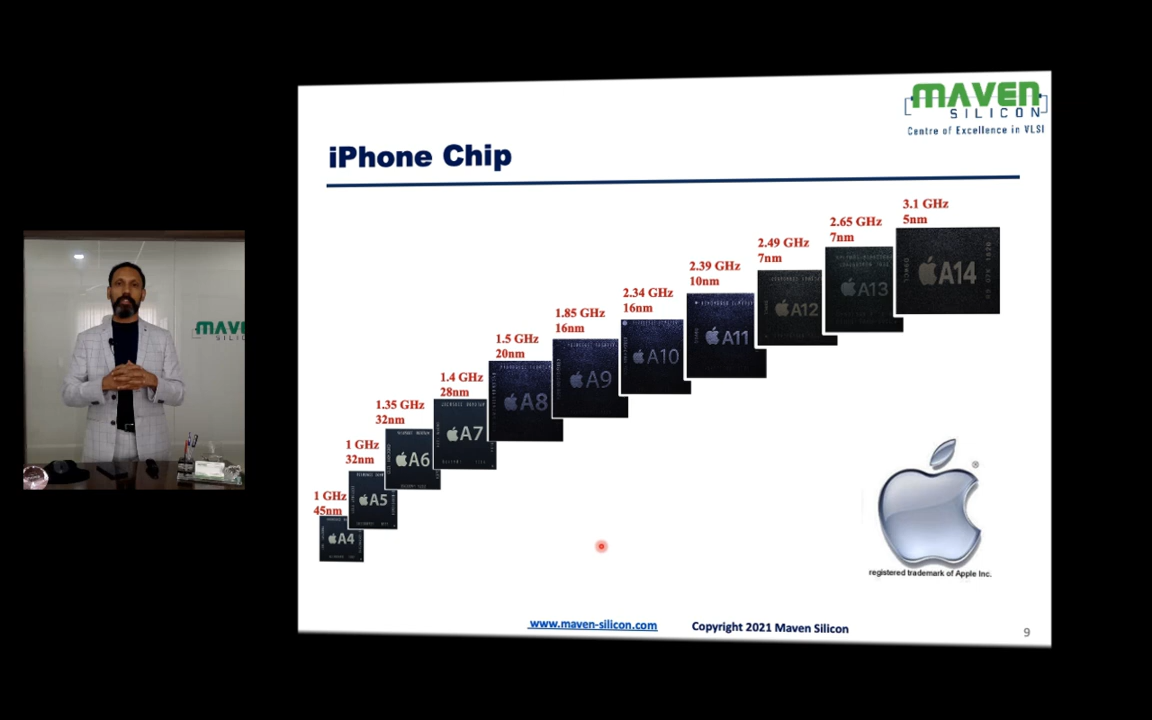 MAVEN
SILICON
Centre of Excellence in VLSI
iPhone Chip
3.1 GHz
5nm
A14
2.65 GHz
7nm
A13
2.49 GHz
7nm
A12
2.39 GHz
10nm
A11
2.34 GHz
16nm
A10
1.85 GHz
16nm
A9
1.5 GHz
20nm
A8
1.4 GHz
28nm
A7
1.35 GHz
32nm
A6
1 GHz
32nm
A5
1 GHz
45nm
A4
MAVE
SILIC
®
registered trademark of Apple Inc.
www.maven-silicon.com
Copyright 2021 Maven Silicon
9